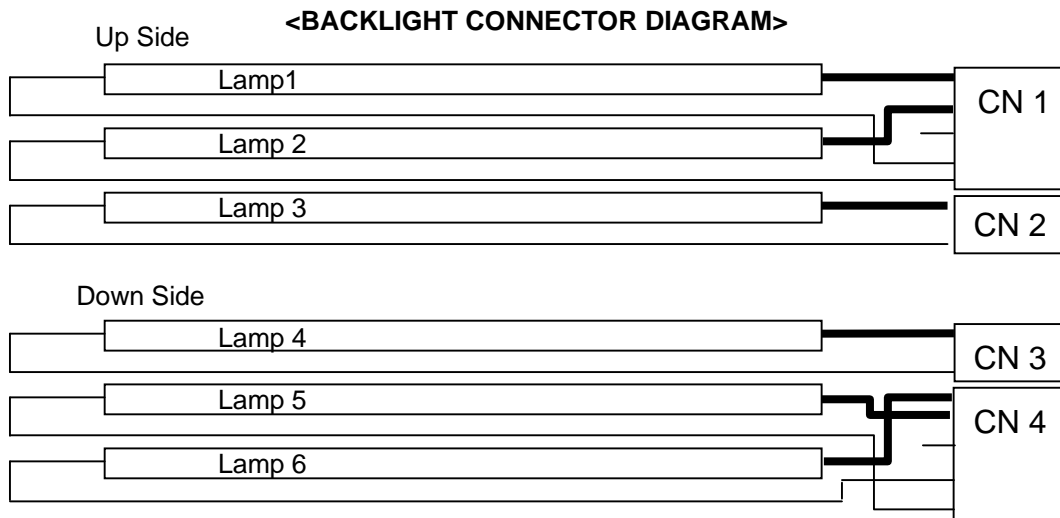 <BACKLIGHT CONNECTOR DIAGRAM>
Up Side
Lamp1
CN 1
Lamp 2
Lamp 3
CN 2
Down Side
Lamp 4
CN 3
Lamp 5
CN 4
Lamp 6